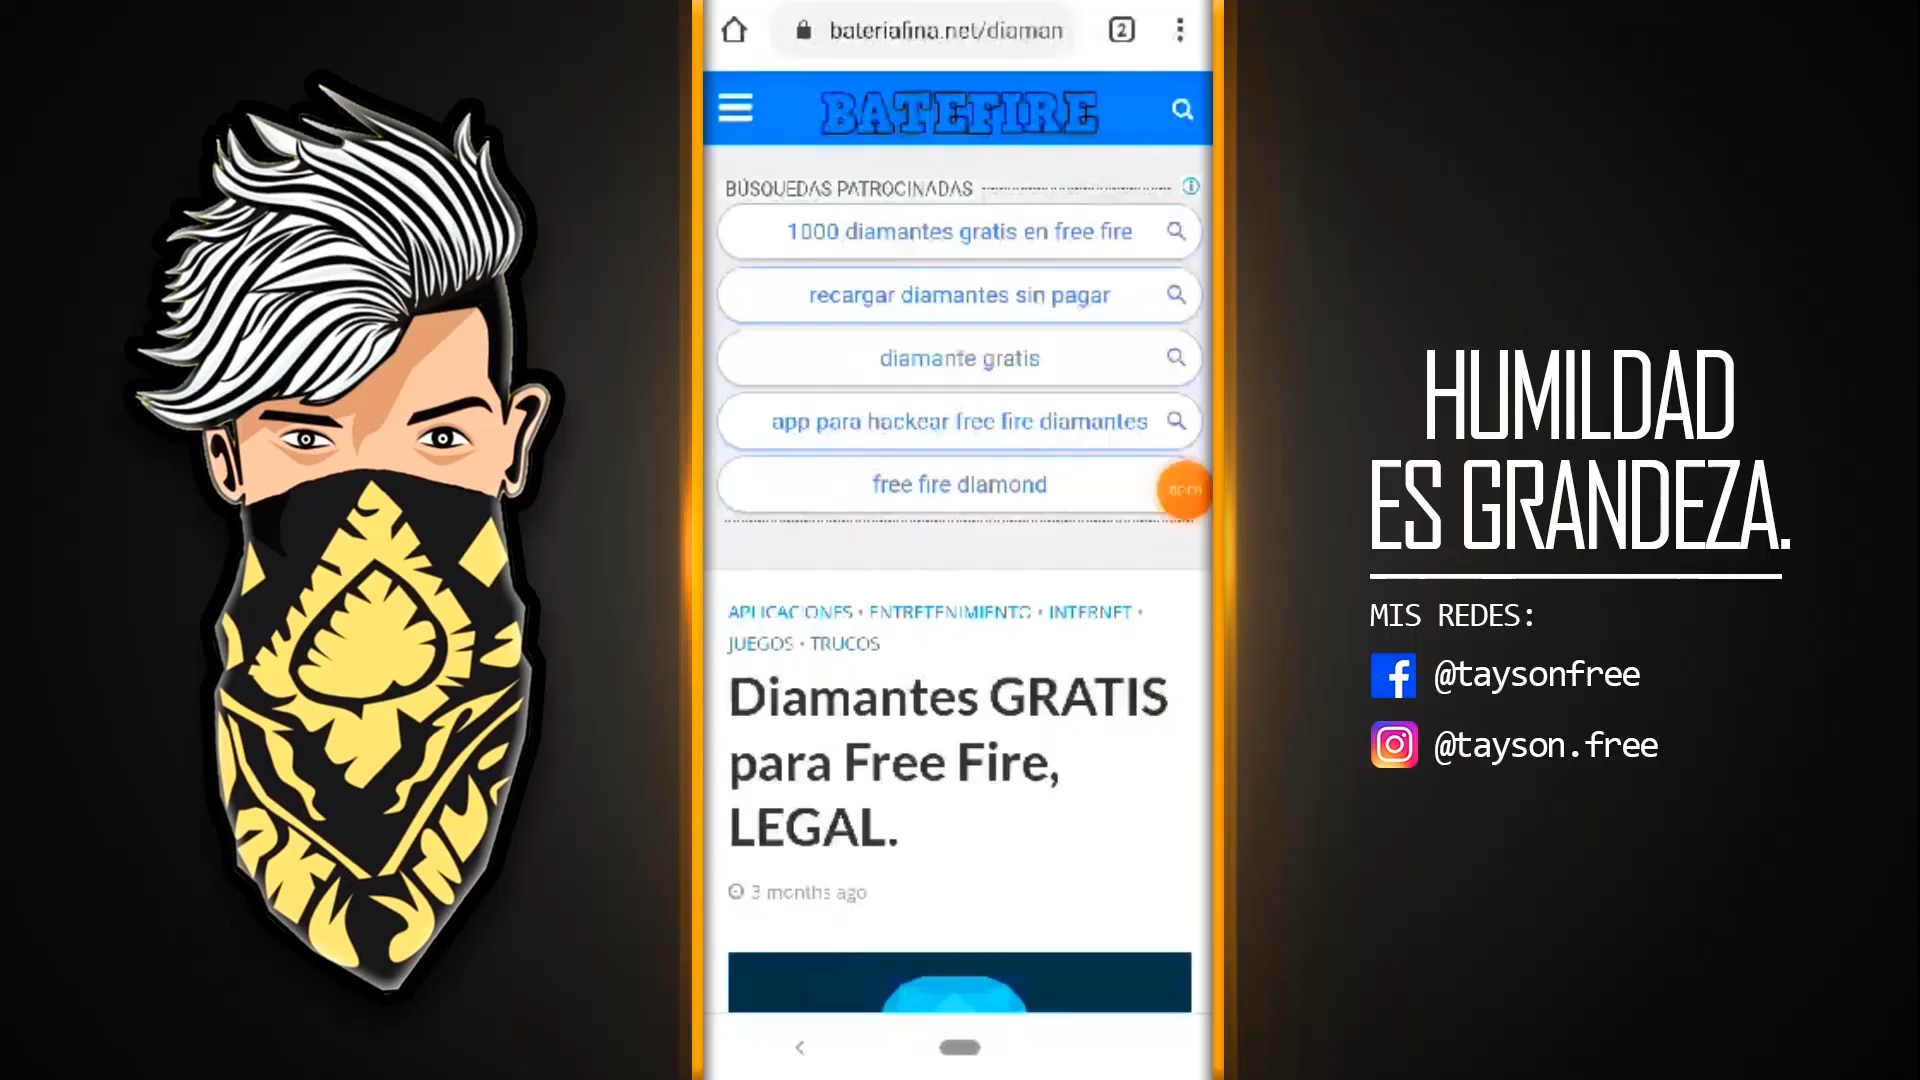 bateriafina.net/diaman
2
BATEFIRE
BÚSQUEDAS PATROCINADAS
1000 diamantes gratis en free fire
recargar diamantes sin pagar
diamante gratis
app para hackear free fire diamantes
free fire diamond
APLICACIONES • ENTRETENIMIENTO • INTERNET •
JUEGOS • TRUCOS
Diamantes GRATIS
para Free Fire,
LEGAL.
3 months ago
HUMILDAD
ES GRANDEZA.
MIS REDES:
@taysonfree
@tayson.free